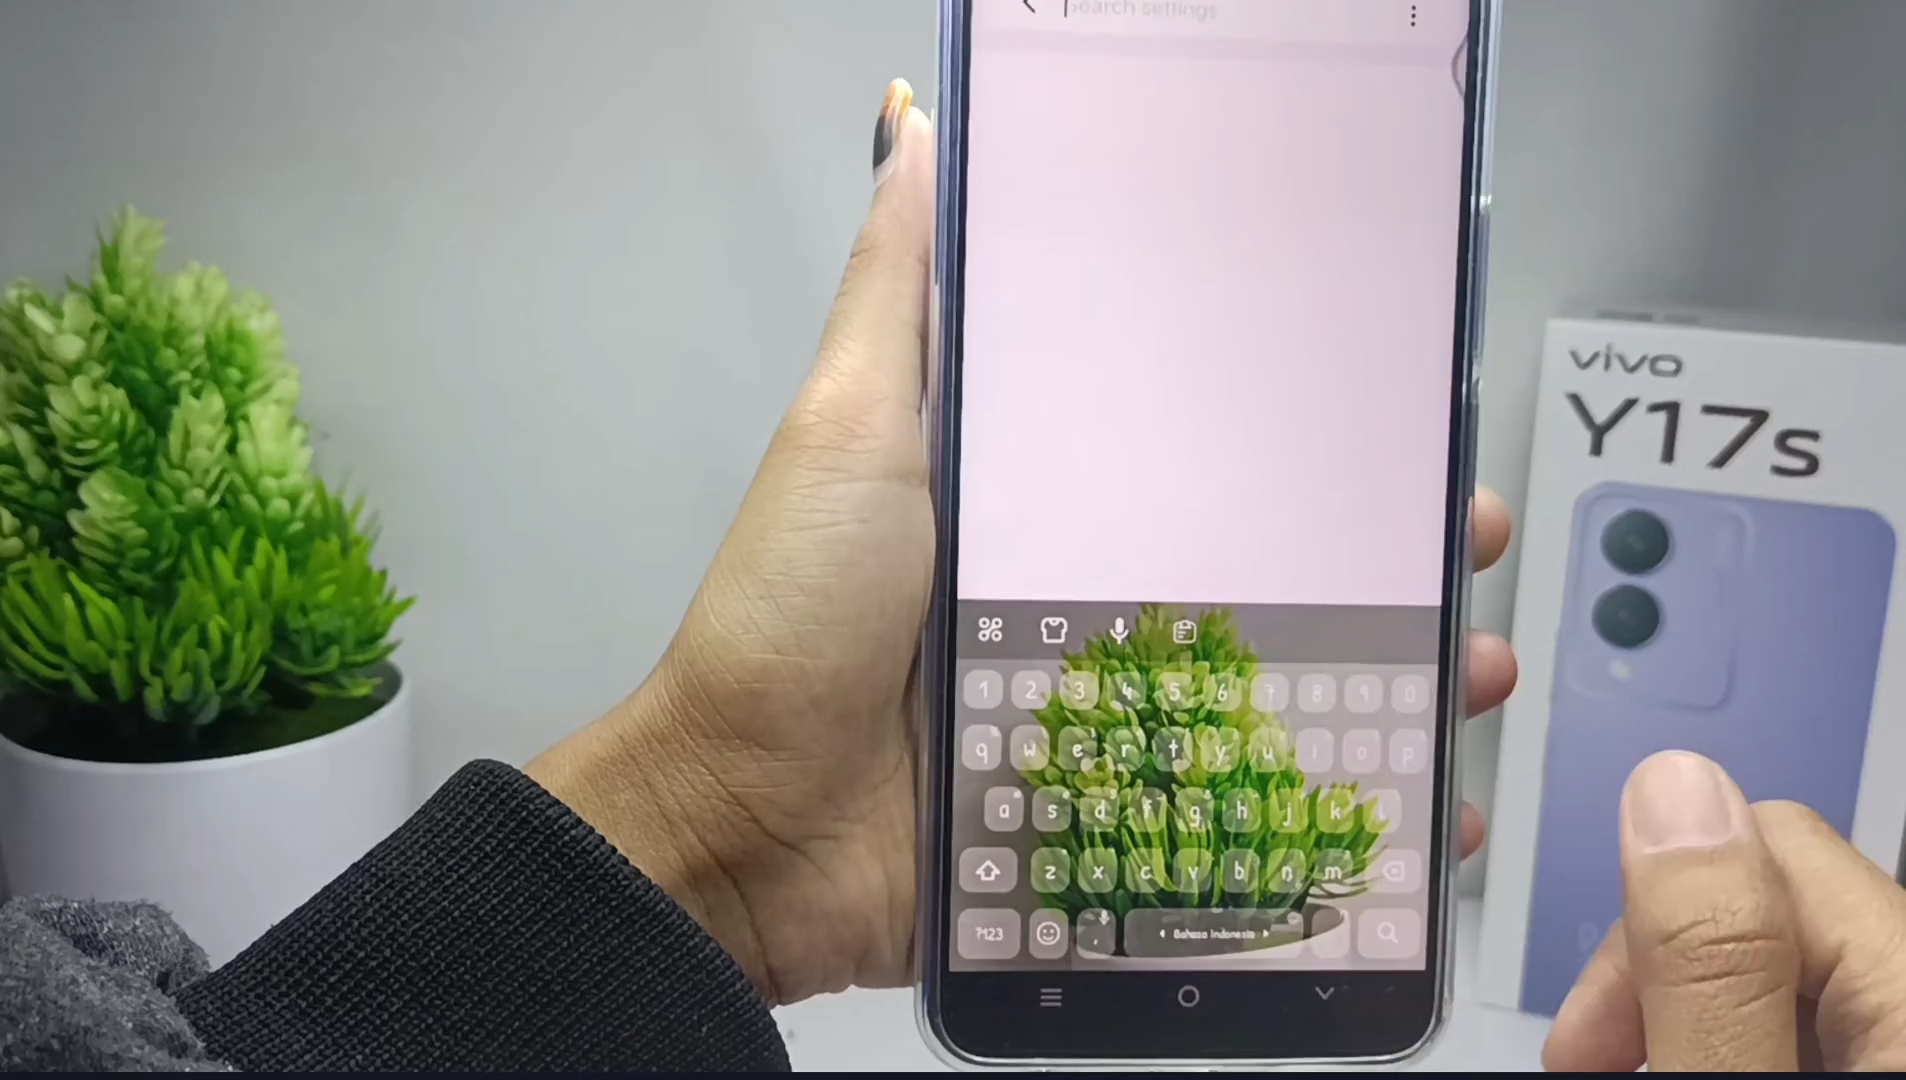 Search settings
vivo
Y17s
1 2 3 4 5 6 7 8 9 0
q w e r t y u i o p
a s d f g h j k l
z x c v b n m
?123 , Bahasa Indonesia